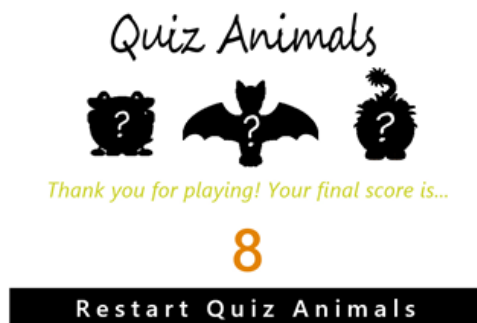 Quiz Animals
? ? ?
Thank you for playing! Your final score is...
8
Restart Quiz Animals